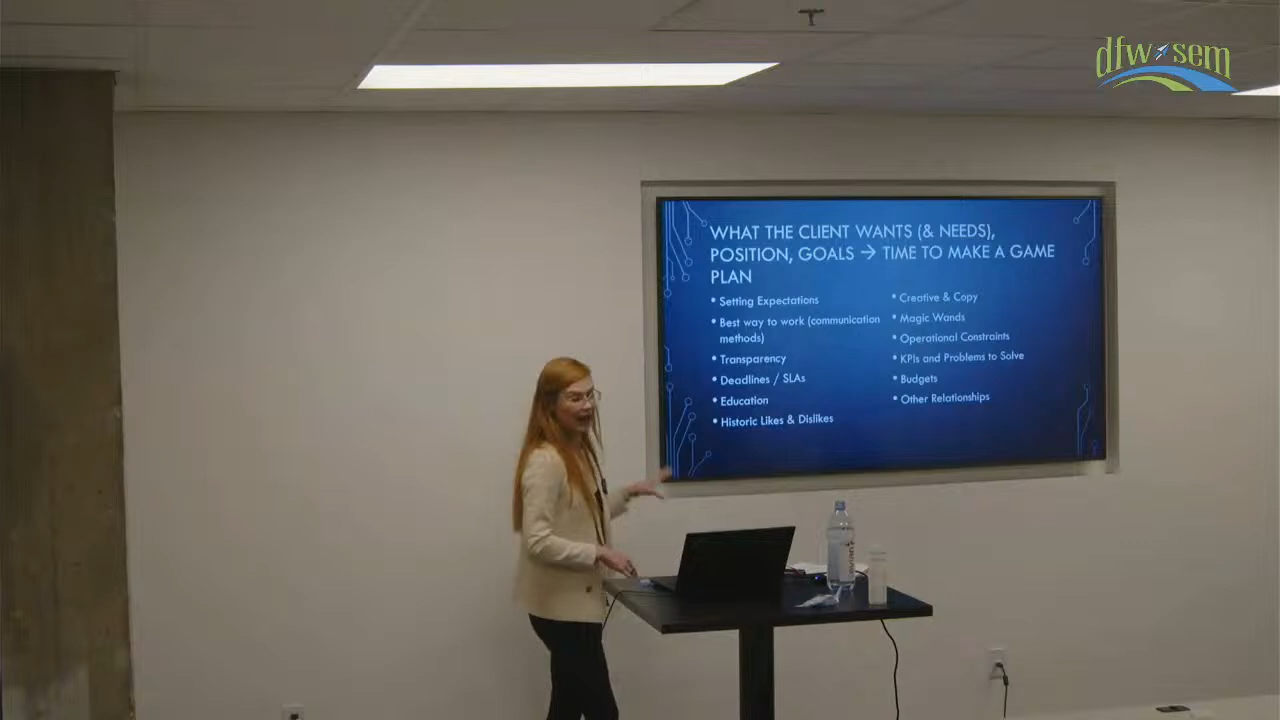 dfw sem
WHAT THE CLIENT WANTS (& NEEDS),
POSITION, GOALS → TIME TO MAKE A GAME
PLAN
• Setting Expectations
• Best way to work (communication
methods)
• Transparency
• Deadlines / SLAs
• Education
• Historic Likes & Dislikes
• Creative & Copy
• Magic Wands
• Operational Constraints
• KPIs and Problems to Solve
• Budgets
• Other Relationships